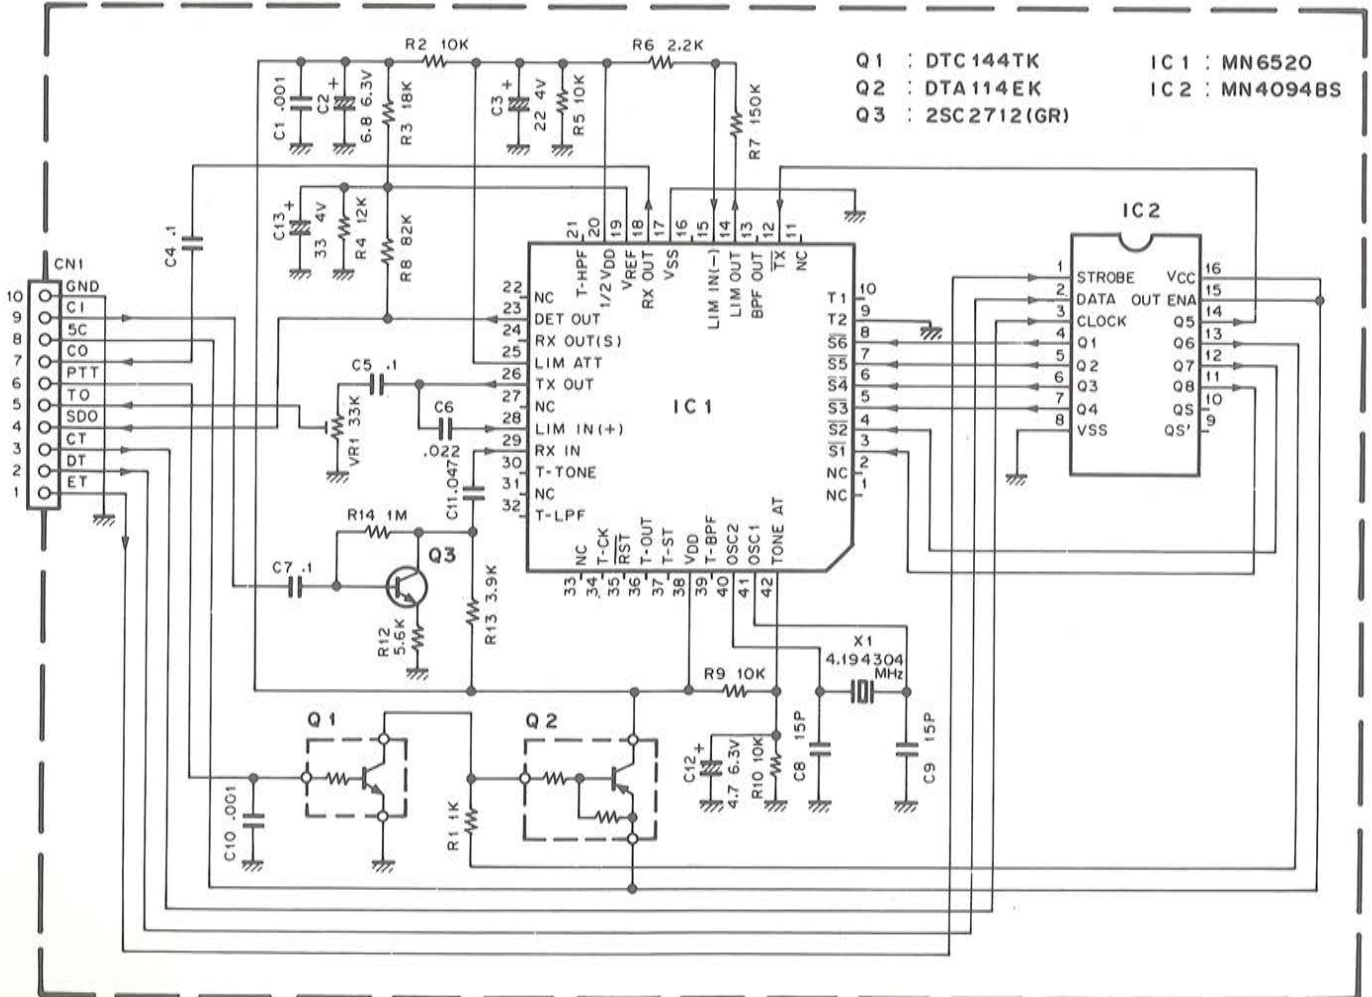 Q1 : DTC144TK
Q2 : DTA114EK
Q3 : 2SC2712(GR)
IC1 : MN6520
IC2 : MN4094BS
R2 10K
R6 2.2K
C1 .001
C2 +
6.8 6.3V
R3 18K
C3 +
22 4V
R5 10K
R7 150K
C4 .1
C13 +
33 4V
R4 12K
R8 82K
CN1
10 GND
9 CI
8 5C
7 CO
6 PTT
5 TO
4 SDO
3 CT
2 DT
1 ET
C5 .1
VR1 33K
C6
.022
C11 .0472
R14 1M
Q3
C7 .1
R12
5.6K
R13 3.9K
IC1
21 T-HPF
20 1/2VDD
19 VREF
18 RX OUT
17 VSS
16
15 LIM IN(-)
14 LIM OUT
13 BPF OUT
12 TX
11 NC
22 NC
23 DET OUT
24 RX OUT(S)
25 LIM ATT
26 TX OUT
27 NC
28 LIM IN(+)
29 RX IN
30 T-TONE
31 NC
32 T-LPF
T1 10
T2 9
S6 8
S5 7
S4 6
S3 5
S2 4
S1 3
NC 2
NC 1
33 NC
34 T-CK
35 RST
36 T-OUT
37 T-ST
38 VDD
39 T-BPF
40 OSC2
41 OSC1
42 TONE AT
IC2
1 STROBE
2 DATA
3 CLOCK
4 Q1
5 Q2
6 Q3
7 Q4
8 VSS
VCC 16
OUT ENA 15
Q5 14
Q6 13
Q7 12
Q8 11
QS 10
QS' 9
X1
4.194304
MHz
R9 10K
C12 +
4.7 6.3V
R10 10K
C8 15P
C9 15P
Q1
Q2
C10 .001
R1 1K